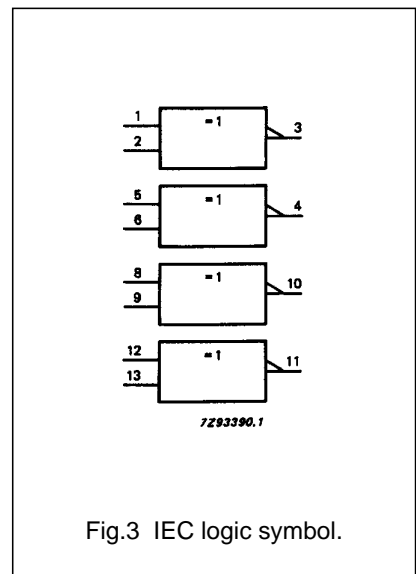 1 =1 3
2
5 =1 4
6
8 =1 10
9
12 =1 11
13
7Z93390.1
Fig.3 IEC logic symbol.